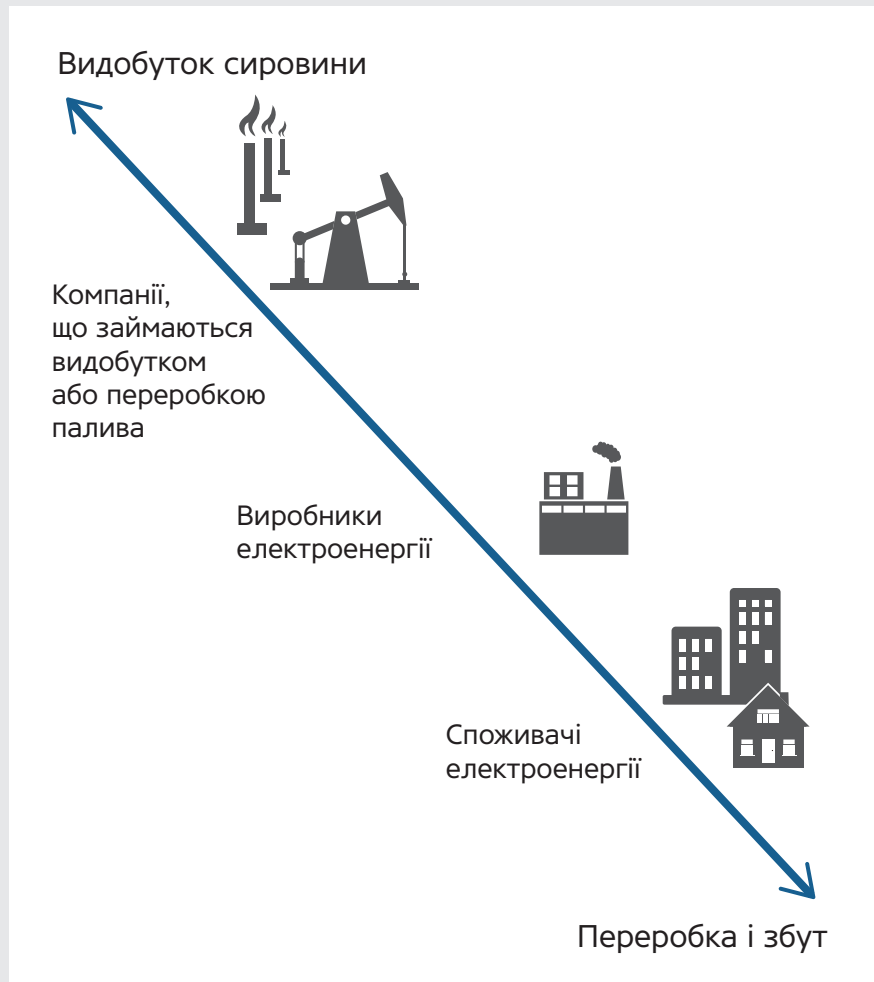 Видобуток сировини
Компанії,
що займаються
видобутком
або переробкою
палива
Виробники
електроенергії
Споживачі
електроенергії
Переробка і збут